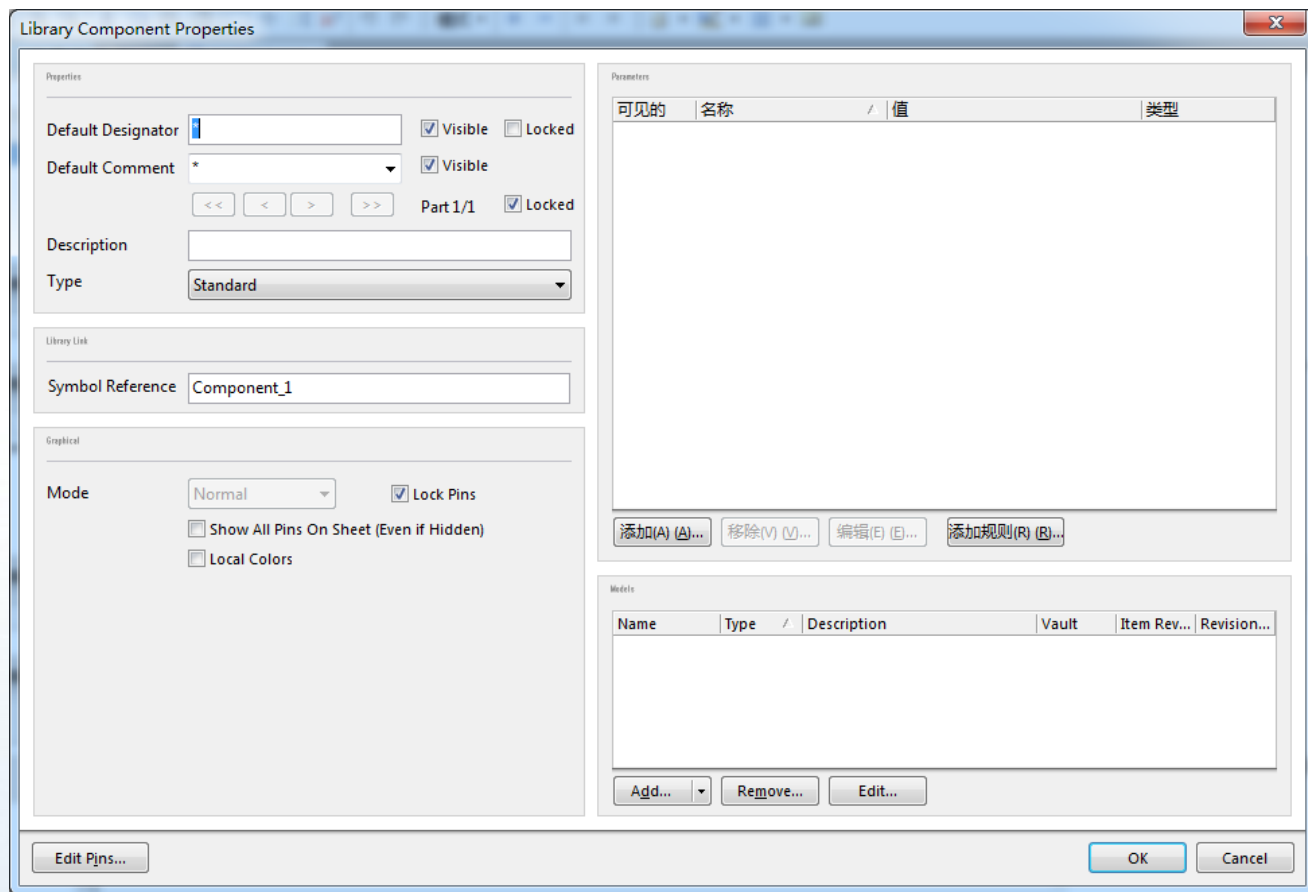 Library Component Properties
Properties
Default Designator * Visible Locked
Default Comment * Visible
<< < > >> Part 1/1 Locked
Description
Type Standard
Library Link
Symbol Reference Component_1
Graphical
Mode Normal Lock Pins
Show All Pins On Sheet (Even if Hidden)
Local Colors
Parameters
可见的 名称 值 类型
添加(A) (A)... 移除(V) (V)... 编辑(E) (E)... 添加规则(R) (R)...
Models
Name Type Description Vault Item Rev... Revision...
Add... Remove... Edit...
Edit Pins... OK Cancel